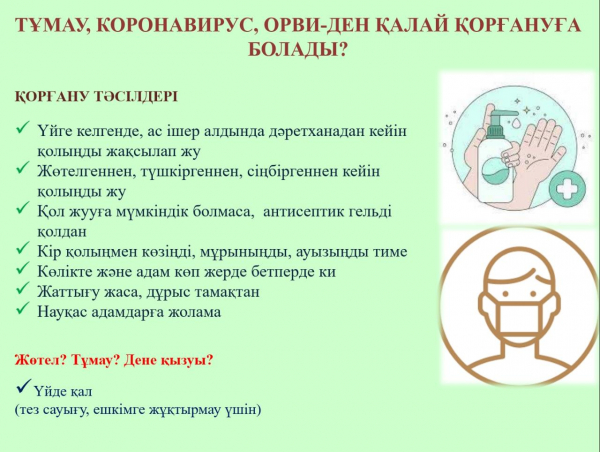 ТҰМАУ, КОРОНАВИРУС, ОРВИ-ДЕН ҚАЛАЙ ҚОРҒАНУҒА
БОЛАДЫ?
ҚОРҒАНУ ТӘСІЛДЕРІ
✓ Үйге келгенде, ас ішер алдында дәретханадан кейін
қолыңды жақсылап жу
✓ Жөтелгеннен, түшкіргеннен, сіңбіргеннен кейін
қолыңды жу
✓ Қол жууға мүмкіндік болмаса, антисептик гельді
қолдан
✓ Кір қолыңмен көзіңді, мұрыныңды, ауызыңды тиме
✓ Көлікте және адам көп жерде бетперде ки
✓ Жаттығу жаса, дұрыс тамақтан
✓ Науқас адамдарға жолама
Жөтел? Тұмау? Дене қызуы?
✓ Үйде қал
(тез сауығу, ешкімге жұқтырмау үшін)